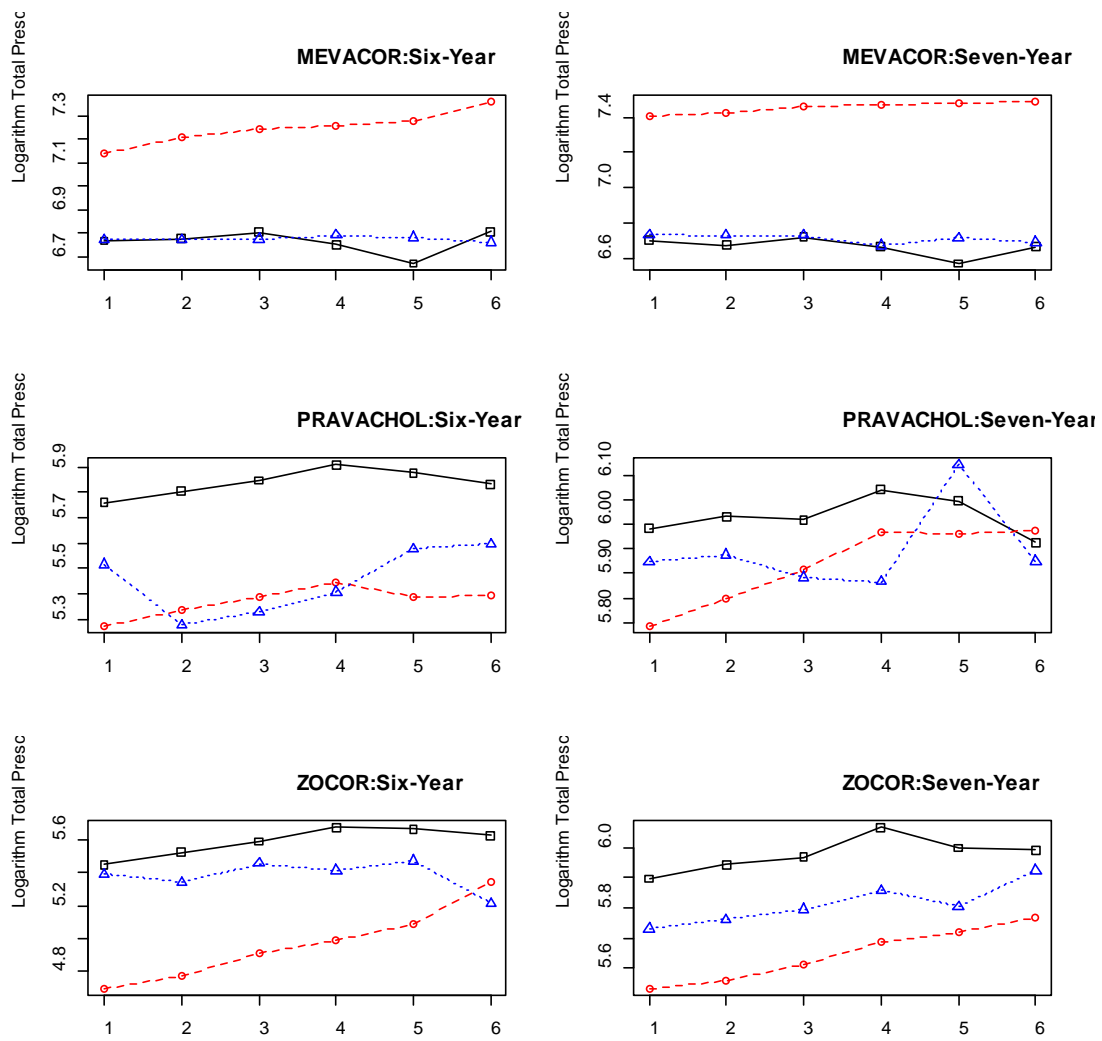 MEVACOR:Six-Year
Logarithm Total Presc
7.3
7.1
6.9
6.7
1 2 3 4 5 6
MEVACOR:Seven-Year
Logarithm Total Presc
7.4
7.0
6.6
1 2 3 4 5 6
PRAVACHOL:Six-Year
Logarithm Total Presc
5.9
5.7
5.5
5.3
1 2 3 4 5 6
PRAVACHOL:Seven-Year
Logarithm Total Presc
6.10
6.00
5.90
5.80
1 2 3 4 5 6
ZOCOR:Six-Year
Logarithm Total Presc
5.6
5.2
4.8
1 2 3 4 5 6
ZOCOR:Seven-Year
Logarithm Total Presc
6.0
5.8
5.6
1 2 3 4 5 6